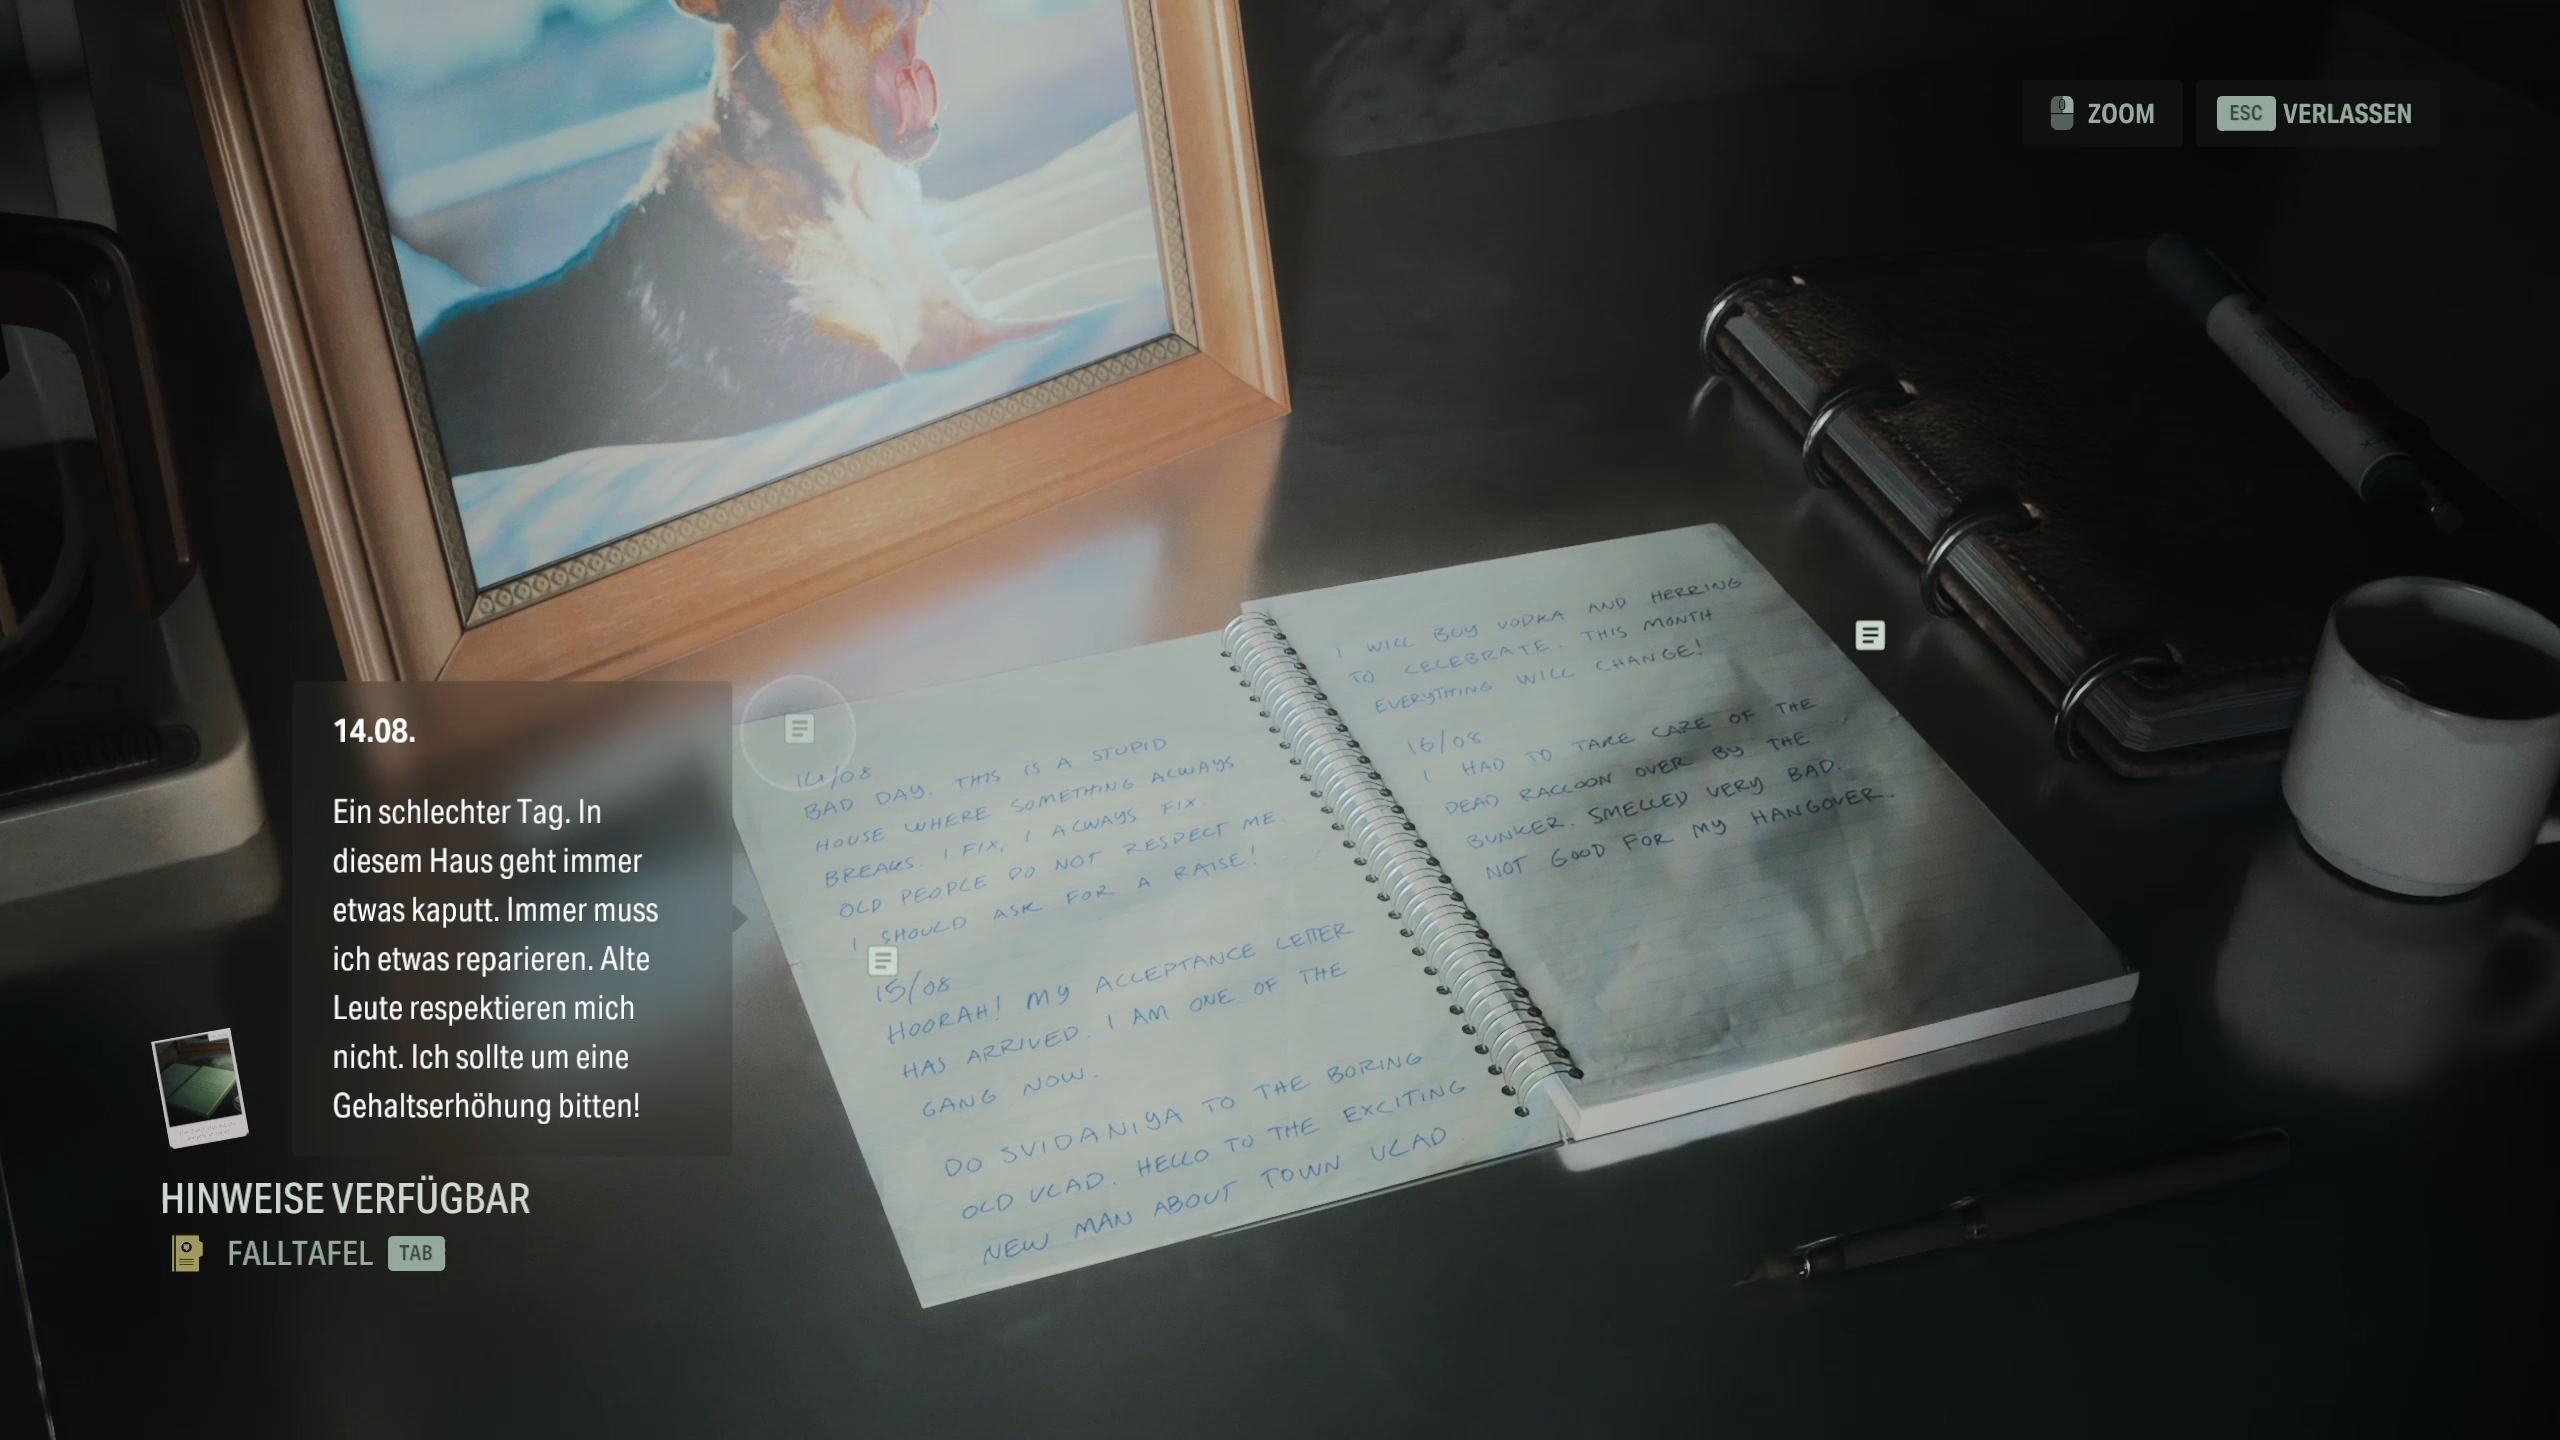 ZOOM
ESC VERLASSEN
14.08.
Ein schlechter Tag. In
diesem Haus geht immer
etwas kaputt. Immer muss
ich etwas reparieren. Alte
Leute respektieren mich
nicht. Ich sollte um eine
Gehaltserhöhung bitten!
14/08
BAD DAY. THIS IS A STUPID
HOUSE WHERE SOMETHING ALWAYS
BREAKS. I FIX, I ALWAYS FIX.
OLD PEOPLE DO NOT RESPECT ME.
I SHOULD ASK FOR A RAISE!
15/08
HOORAH! MY ACCEPTANCE LETTER
HAS ARRIVED. I AM ONE OF THE
GANG NOW.
DO SVIDANIYA TO THE BORING
OLD VLAD. HELLO TO THE EXCITING
NEW MAN ABOUT TOWN VLAD.
I WILL BUY VODKA AND HERRING
TO CELEBRATE. THIS MONTH
EVERYTHING WILL CHANGE!
16/08
I HAD TO TAKE CARE OF THE
DEAD RACCOON OVER BY THE
BUNKER. SMELLED VERY BAD.
NOT GOOD FOR MY HANGOVER.
HINWEISE VERFÜGBAR
FALLTAFEL TAB